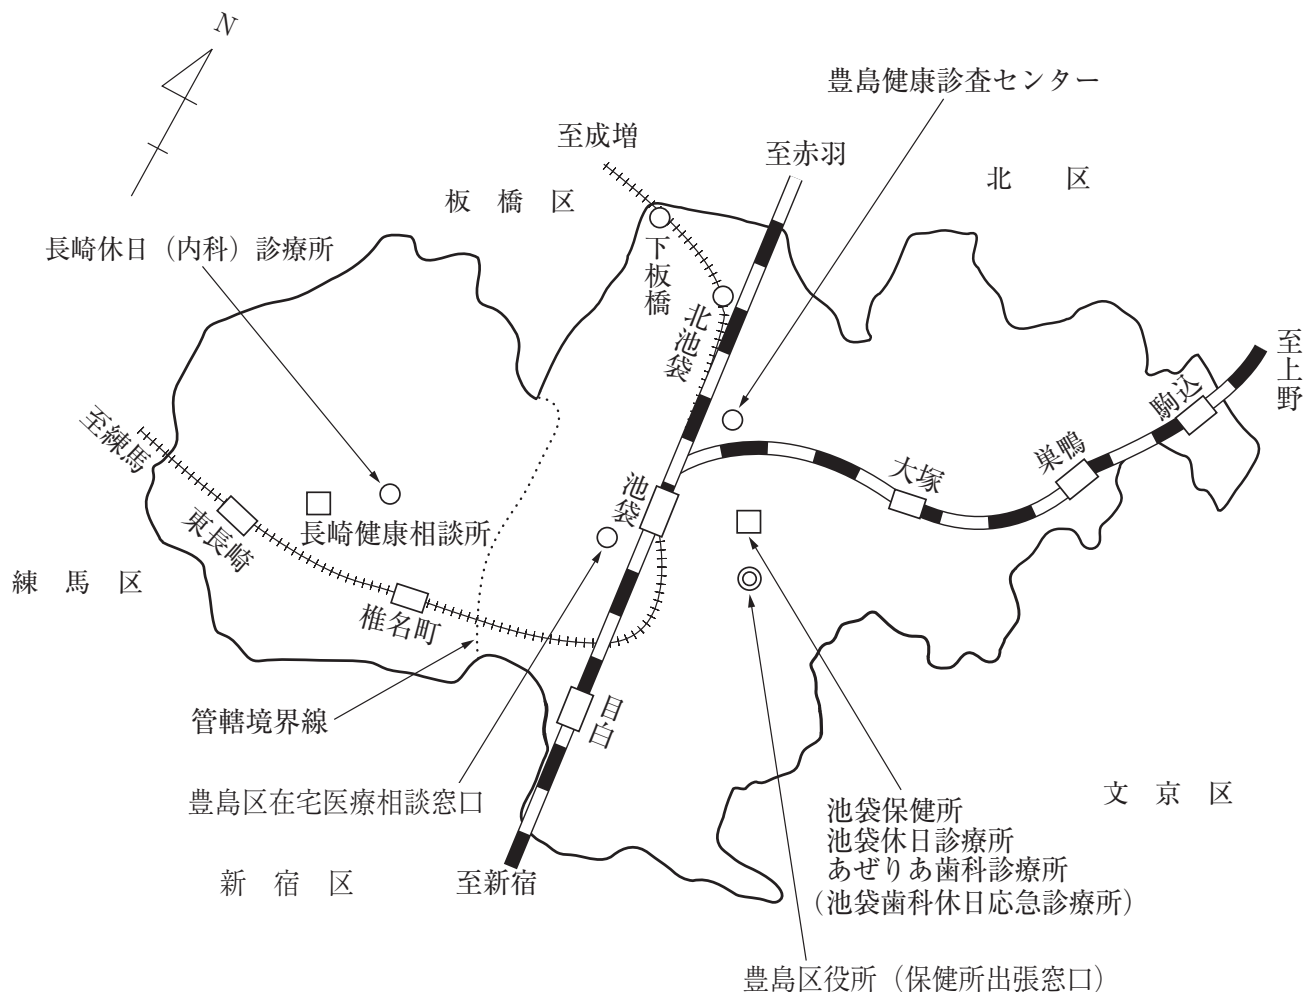 N
豊島健康診査センター
至成増
至赤羽
北区
板橋区
長崎休日（内科）診療所
下板橋
北池袋
至上野
駒込
至練馬
巣鴨
大塚
池袋
東長崎
長崎健康相談所
練馬区
椎名町
管轄境界線
目白
豊島区在宅医療相談窓口
文京区
池袋保健所
池袋休日診療所
あぜりあ歯科診療所
（池袋歯科休日応急診療所）
新宿区
至新宿
豊島区役所（保健所出張窓口）